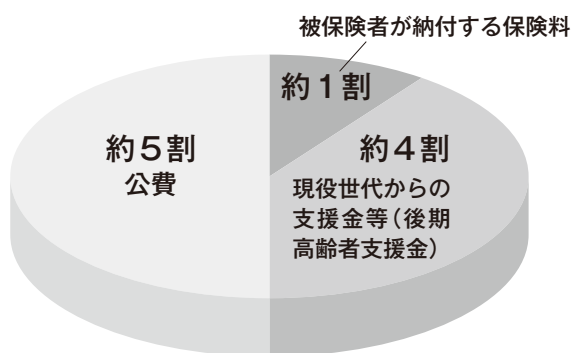 被保険者が納付する保険料
約1割
約5割
公費
約4割
現役世代からの
支援金等（後期
高齢者支援金）